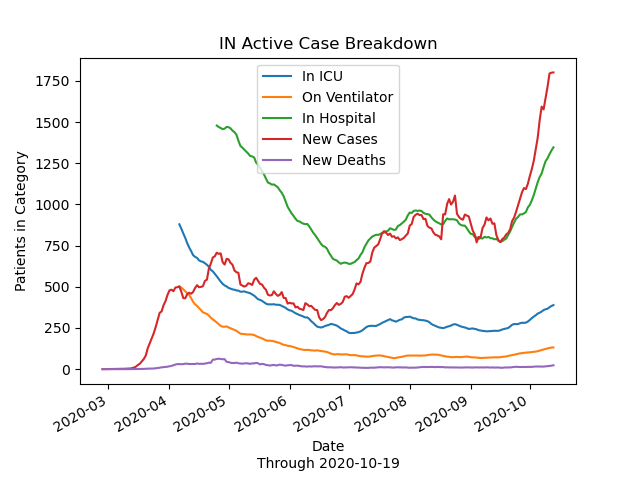 IN Active Case Breakdown
In ICU
On Ventilator
In Hospital
New Cases
New Deaths
Patients in Category
1750
1500
1250
1000
750
500
250
0
2020-03
2020-04
2020-05
2020-06
2020-07
2020-08
2020-09
2020-10
Date
Through 2020-10-19